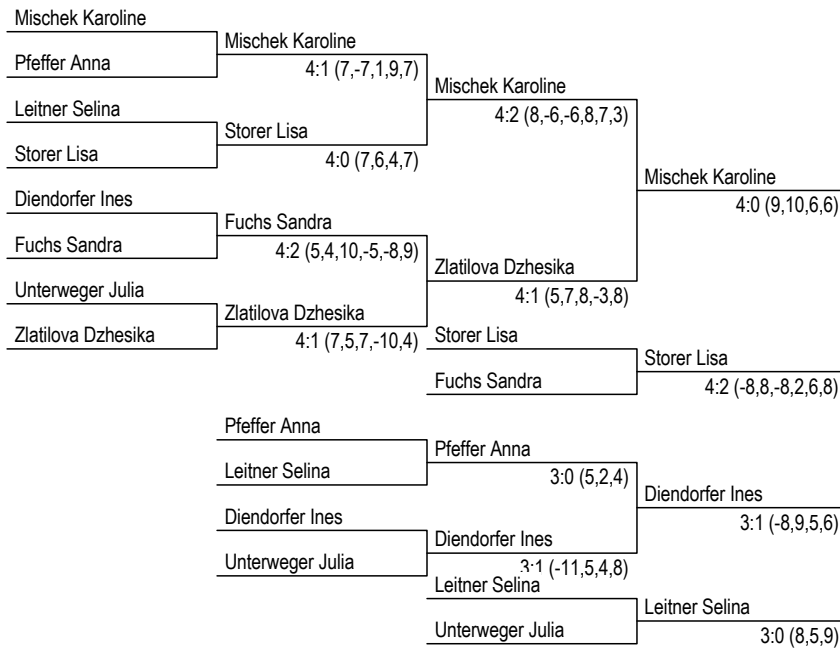 Mischek Karoline
Mischek Karoline
Pfeffer Anna
4:1 (7,-7,1,9,7)
Mischek Karoline
Leitner Selina
4:2 (8,-6,-6,8,7,3)
Storer Lisa
Storer Lisa
4:0 (7,6,4,7)
Mischek Karoline
Diendorfer Ines
4:0 (9,10,6,6)
Fuchs Sandra
Fuchs Sandra
4:2 (5,4,10,-5,-8,9)
Zlatilova Dzhesika
Unterweger Julia
4:1 (5,7,8,-3,8)
Zlatilova Dzhesika
Zlatilova Dzhesika
4:1 (7,5,7,-10,4)
Storer Lisa
Storer Lisa
Fuchs Sandra
4:2 (-8,8,-8,2,6,8)
Pfeffer Anna
Pfeffer Anna
Leitner Selina
3:0 (5,2,4)
Diendorfer Ines
Diendorfer Ines
3:1 (-8,9,5,6)
Diendorfer Ines
Unterweger Julia
3:1 (-11,5,4,8)
Leitner Selina
Leitner Selina
Unterweger Julia
3:0 (8,5,9)